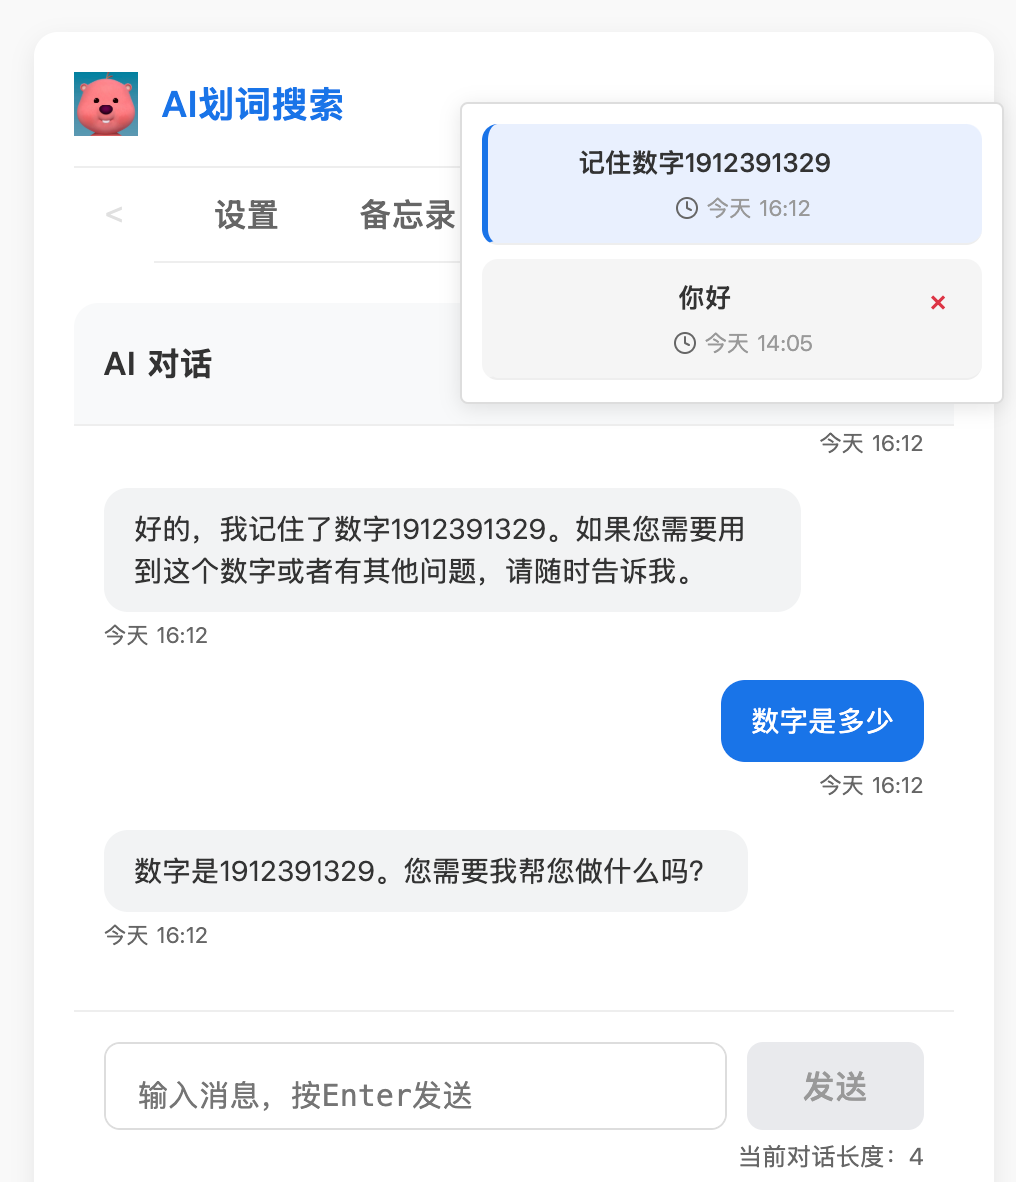 AI划词搜索
记住数字1912391329
今天 16:12
你好
×
今天 14:05
<
设置
备忘录
AI 对话
今天 16:12
好的，我记住了数字1912391329。如果您需要用
到这个数字或者有其他问题，请随时告诉我。
今天 16:12
数字是多少
今天 16:12
数字是1912391329。您需要我帮您做什么吗?
今天 16:12
输入消息，按Enter发送
发送
当前对话长度：4